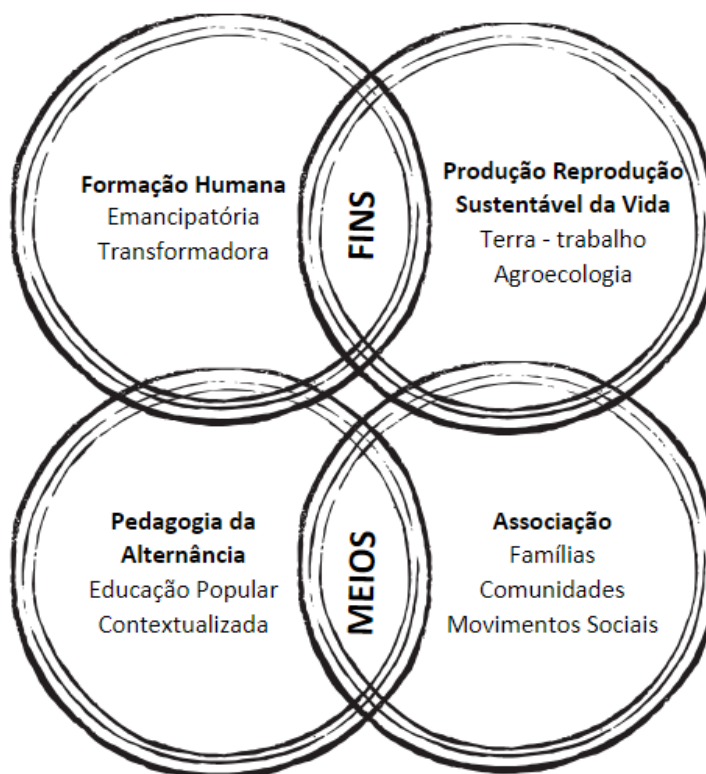 Formação Humana
Emancipatória
Transformadora
FINS
Produção Reprodução
Sustentável da Vida
Terra - trabalho
Agroecologia
Pedagogia da
Alternância
Educação Popular
Contextualizada
MEIOS
Associação
Famílias
Comunidades
Movimentos Sociais